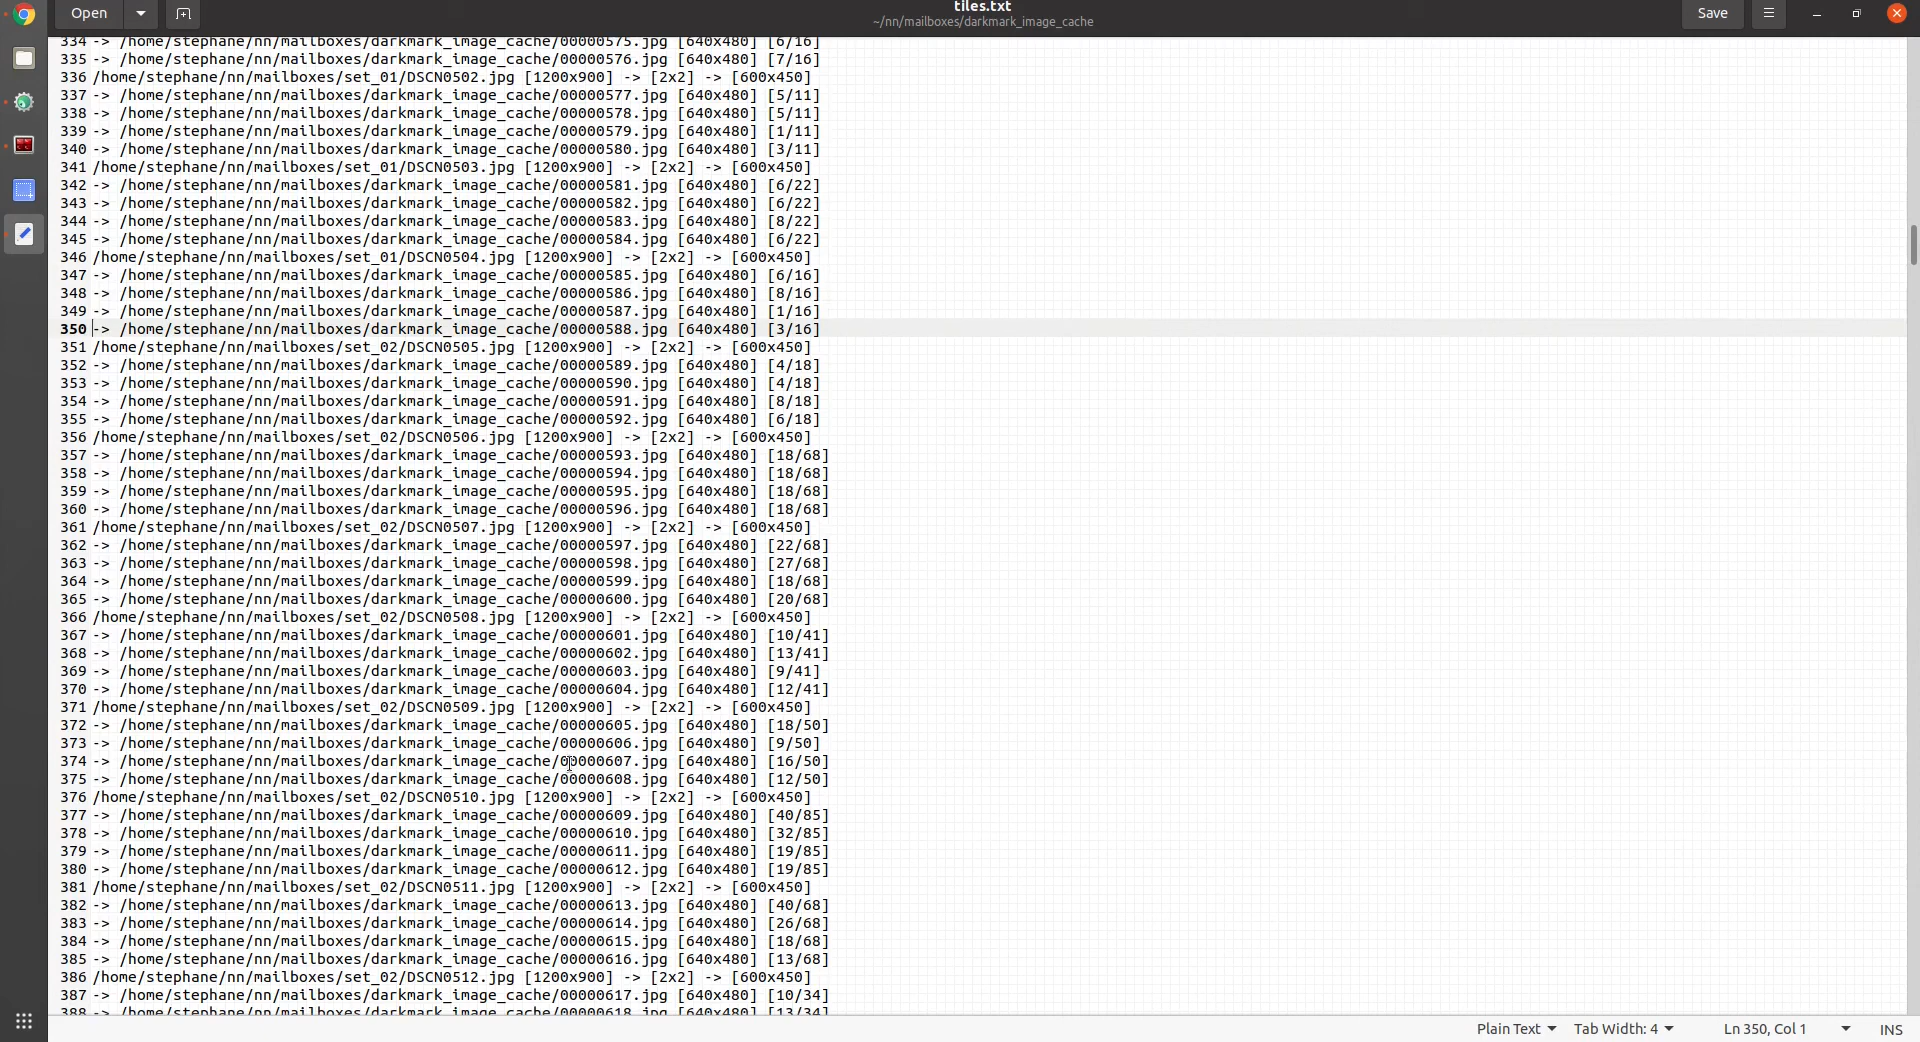 Open
tiles.txt
~/nn/mailboxes/darkmark_image_cache
Save
334 -> /home/stephane/nn/mailboxes/darkmark_image_cache/00000575.jpg [640x480] [6/16]
335 -> /home/stephane/nn/mailboxes/darkmark_image_cache/00000576.jpg [640x480] [7/16]
336 /home/stephane/nn/mailboxes/set_01/DSCN0502.jpg [1200x900] -> [2x2] -> [600x450]
337 -> /home/stephane/nn/mailboxes/darkmark_image_cache/00000577.jpg [640x480] [5/11]
338 -> /home/stephane/nn/mailboxes/darkmark_image_cache/00000578.jpg [640x480] [5/11]
339 -> /home/stephane/nn/mailboxes/darkmark_image_cache/00000579.jpg [640x480] [1/11]
340 -> /home/stephane/nn/mailboxes/darkmark_image_cache/00000580.jpg [640x480] [3/11]
341 /home/stephane/nn/mailboxes/set_01/DSCN0503.jpg [1200x900] -> [2x2] -> [600x450]
342 -> /home/stephane/nn/mailboxes/darkmark_image_cache/00000581.jpg [640x480] [6/22]
343 -> /home/stephane/nn/mailboxes/darkmark_image_cache/00000582.jpg [640x480] [6/22]
344 -> /home/stephane/nn/mailboxes/darkmark_image_cache/00000583.jpg [640x480] [8/22]
345 -> /home/stephane/nn/mailboxes/darkmark_image_cache/00000584.jpg [640x480] [6/22]
346 /home/stephane/nn/mailboxes/set_01/DSCN0504.jpg [1200x900] -> [2x2] -> [600x450]
347 -> /home/stephane/nn/mailboxes/darkmark_image_cache/00000585.jpg [640x480] [6/16]
348 -> /home/stephane/nn/mailboxes/darkmark_image_cache/00000586.jpg [640x480] [8/16]
349 -> /home/stephane/nn/mailboxes/darkmark_image_cache/00000587.jpg [640x480] [1/16]
350 -> /home/stephane/nn/mailboxes/darkmark_image_cache/00000588.jpg [640x480] [3/16]
351 /home/stephane/nn/mailboxes/set_02/DSCN0505.jpg [1200x900] -> [2x2] -> [600x450]
352 -> /home/stephane/nn/mailboxes/darkmark_image_cache/00000589.jpg [640x480] [4/18]
353 -> /home/stephane/nn/mailboxes/darkmark_image_cache/00000590.jpg [640x480] [4/18]
354 -> /home/stephane/nn/mailboxes/darkmark_image_cache/00000591.jpg [640x480] [8/18]
355 -> /home/stephane/nn/mailboxes/darkmark_image_cache/00000592.jpg [640x480] [6/18]
356 /home/stephane/nn/mailboxes/set_02/DSCN0506.jpg [1200x900] -> [2x2] -> [600x450]
357 -> /home/stephane/nn/mailboxes/darkmark_image_cache/00000593.jpg [640x480] [18/68]
358 -> /home/stephane/nn/mailboxes/darkmark_image_cache/00000594.jpg [640x480] [18/68]
359 -> /home/stephane/nn/mailboxes/darkmark_image_cache/00000595.jpg [640x480] [18/68]
360 -> /home/stephane/nn/mailboxes/darkmark_image_cache/00000596.jpg [640x480] [18/68]
361 /home/stephane/nn/mailboxes/set_02/DSCN0507.jpg [1200x900] -> [2x2] -> [600x450]
362 -> /home/stephane/nn/mailboxes/darkmark_image_cache/00000597.jpg [640x480] [22/68]
363 -> /home/stephane/nn/mailboxes/darkmark_image_cache/00000598.jpg [640x480] [27/68]
364 -> /home/stephane/nn/mailboxes/darkmark_image_cache/00000599.jpg [640x480] [18/68]
365 -> /home/stephane/nn/mailboxes/darkmark_image_cache/00000600.jpg [640x480] [20/68]
366 /home/stephane/nn/mailboxes/set_02/DSCN0508.jpg [1200x900] -> [2x2] -> [600x450]
367 -> /home/stephane/nn/mailboxes/darkmark_image_cache/00000601.jpg [640x480] [10/41]
368 -> /home/stephane/nn/mailboxes/darkmark_image_cache/00000602.jpg [640x480] [13/41]
369 -> /home/stephane/nn/mailboxes/darkmark_image_cache/00000603.jpg [640x480] [9/41]
370 -> /home/stephane/nn/mailboxes/darkmark_image_cache/00000604.jpg [640x480] [12/41]
371 /home/stephane/nn/mailboxes/set_02/DSCN0509.jpg [1200x900] -> [2x2] -> [600x450]
372 -> /home/stephane/nn/mailboxes/darkmark_image_cache/00000605.jpg [640x480] [18/50]
373 -> /home/stephane/nn/mailboxes/darkmark_image_cache/00000606.jpg [640x480] [9/50]
374 -> /home/stephane/nn/mailboxes/darkmark_image_cache/00000607.jpg [640x480] [16/50]
375 -> /home/stephane/nn/mailboxes/darkmark_image_cache/00000608.jpg [640x480] [12/50]
376 /home/stephane/nn/mailboxes/set_02/DSCN0510.jpg [1200x900] -> [2x2] -> [600x450]
377 -> /home/stephane/nn/mailboxes/darkmark_image_cache/00000609.jpg [640x480] [40/85]
378 -> /home/stephane/nn/mailboxes/darkmark_image_cache/00000610.jpg [640x480] [32/85]
379 -> /home/stephane/nn/mailboxes/darkmark_image_cache/00000611.jpg [640x480] [19/85]
380 -> /home/stephane/nn/mailboxes/darkmark_image_cache/00000612.jpg [640x480] [19/85]
381 /home/stephane/nn/mailboxes/set_02/DSCN0511.jpg [1200x900] -> [2x2] -> [600x450]
382 -> /home/stephane/nn/mailboxes/darkmark_image_cache/00000613.jpg [640x480] [40/68]
383 -> /home/stephane/nn/mailboxes/darkmark_image_cache/00000614.jpg [640x480] [26/68]
384 -> /home/stephane/nn/mailboxes/darkmark_image_cache/00000615.jpg [640x480] [18/68]
385 -> /home/stephane/nn/mailboxes/darkmark_image_cache/00000616.jpg [640x480] [13/68]
386 /home/stephane/nn/mailboxes/set_02/DSCN0512.jpg [1200x900] -> [2x2] -> [600x450]
387 -> /home/stephane/nn/mailboxes/darkmark_image_cache/00000617.jpg [640x480] [10/34]
388 -> /home/stephane/nn/mailboxes/darkmark_image_cache/00000618.jpg [640x480] [13/34]
Plain Text Tab Width: 4 Ln 350, Col 1 INS